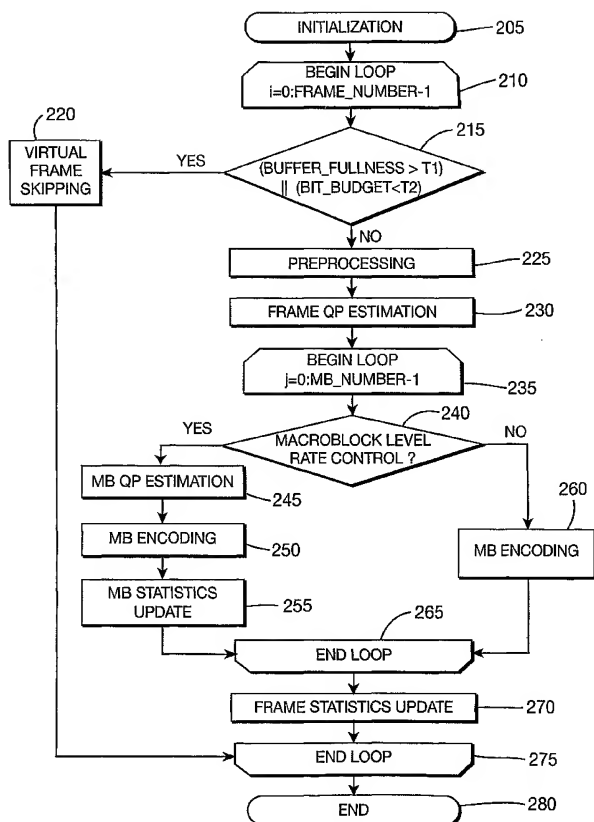 INITIALIZATION
205
BEGIN LOOP
i=0:FRAME_NUMBER-1
210
220
215
VIRTUAL
FRAME
SKIPPING
YES
(BUFFER_FULLNESS > T1)
|| (BIT_BUDGET<T2)
NO
PREPROCESSING
225
FRAME QP ESTIMATION
230
BEGIN LOOP
j=0:MB_NUMBER-1
235
240
YES
MACROBLOCK LEVEL
RATE CONTROL ?
NO
MB QP ESTIMATION
245
260
MB ENCODING
250
MB ENCODING
MB STATISTICS
UPDATE
255
265
END LOOP
FRAME STATISTICS UPDATE
270
END LOOP
275
END
280